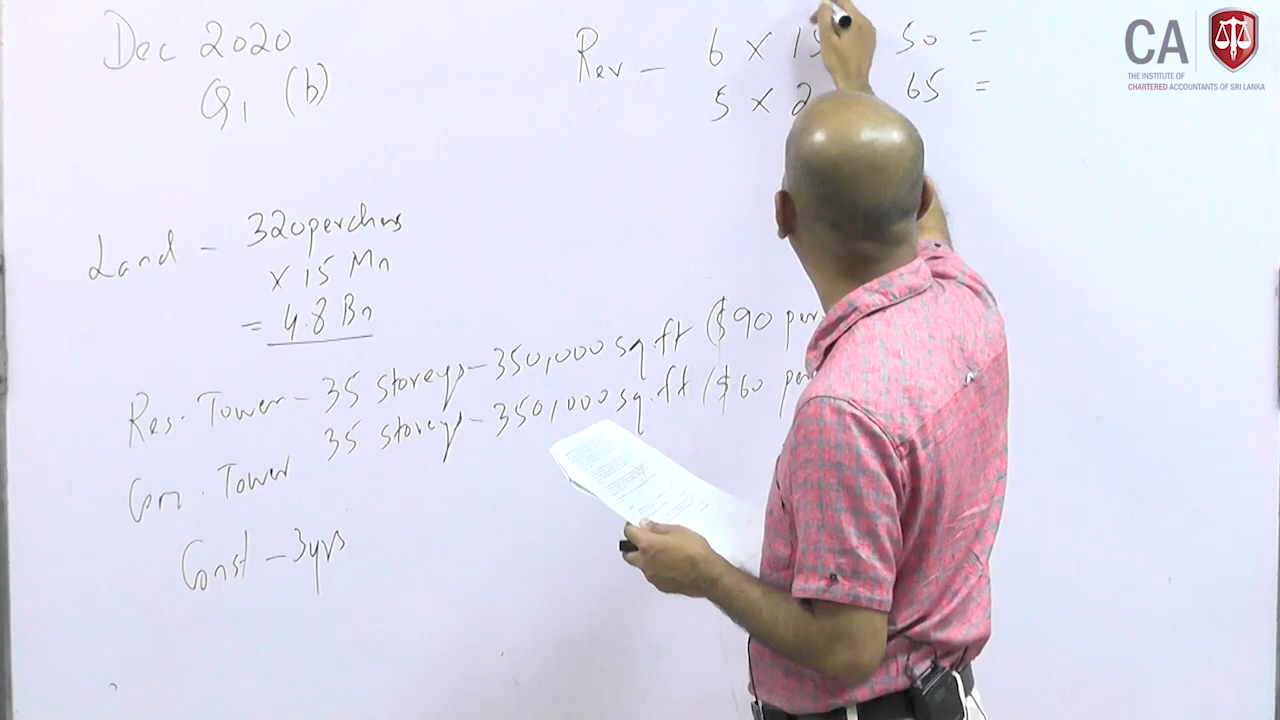 Dec 2020
Q1 (b)
Rev - 6 X 15 50 =
5 X 2 65 =
CA
THE INSTITUTE OF
CHARTERED ACCOUNTANTS OF SRI LANKA
Land - 320 perches
X 15 Mn
= 4.8 Bn
Res. Tower - 35 storeys - 350,000 sq ft ($90 per
Com. Tower 35 storeys - 350,000 sq.ft ($60 per
Const - 3 yrs